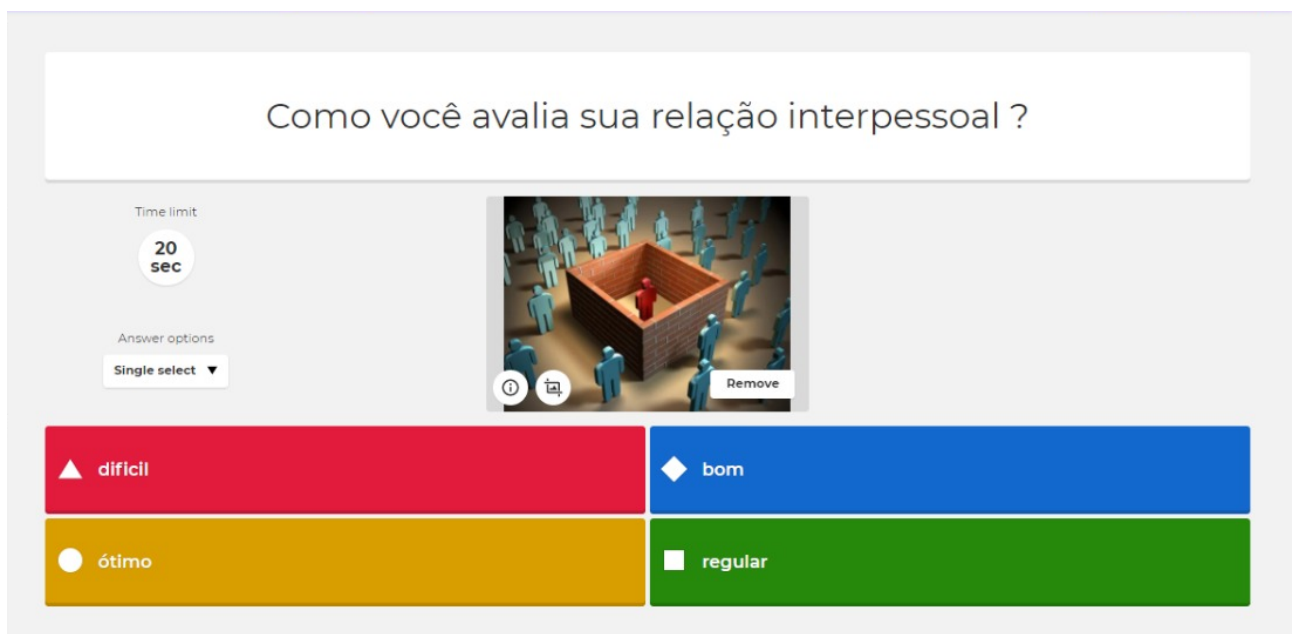 Como você avalia sua relação interpessoal ?
Time limit
20
sec
Answer options
Single select
Remove
dificil
bom
ótimo
regular